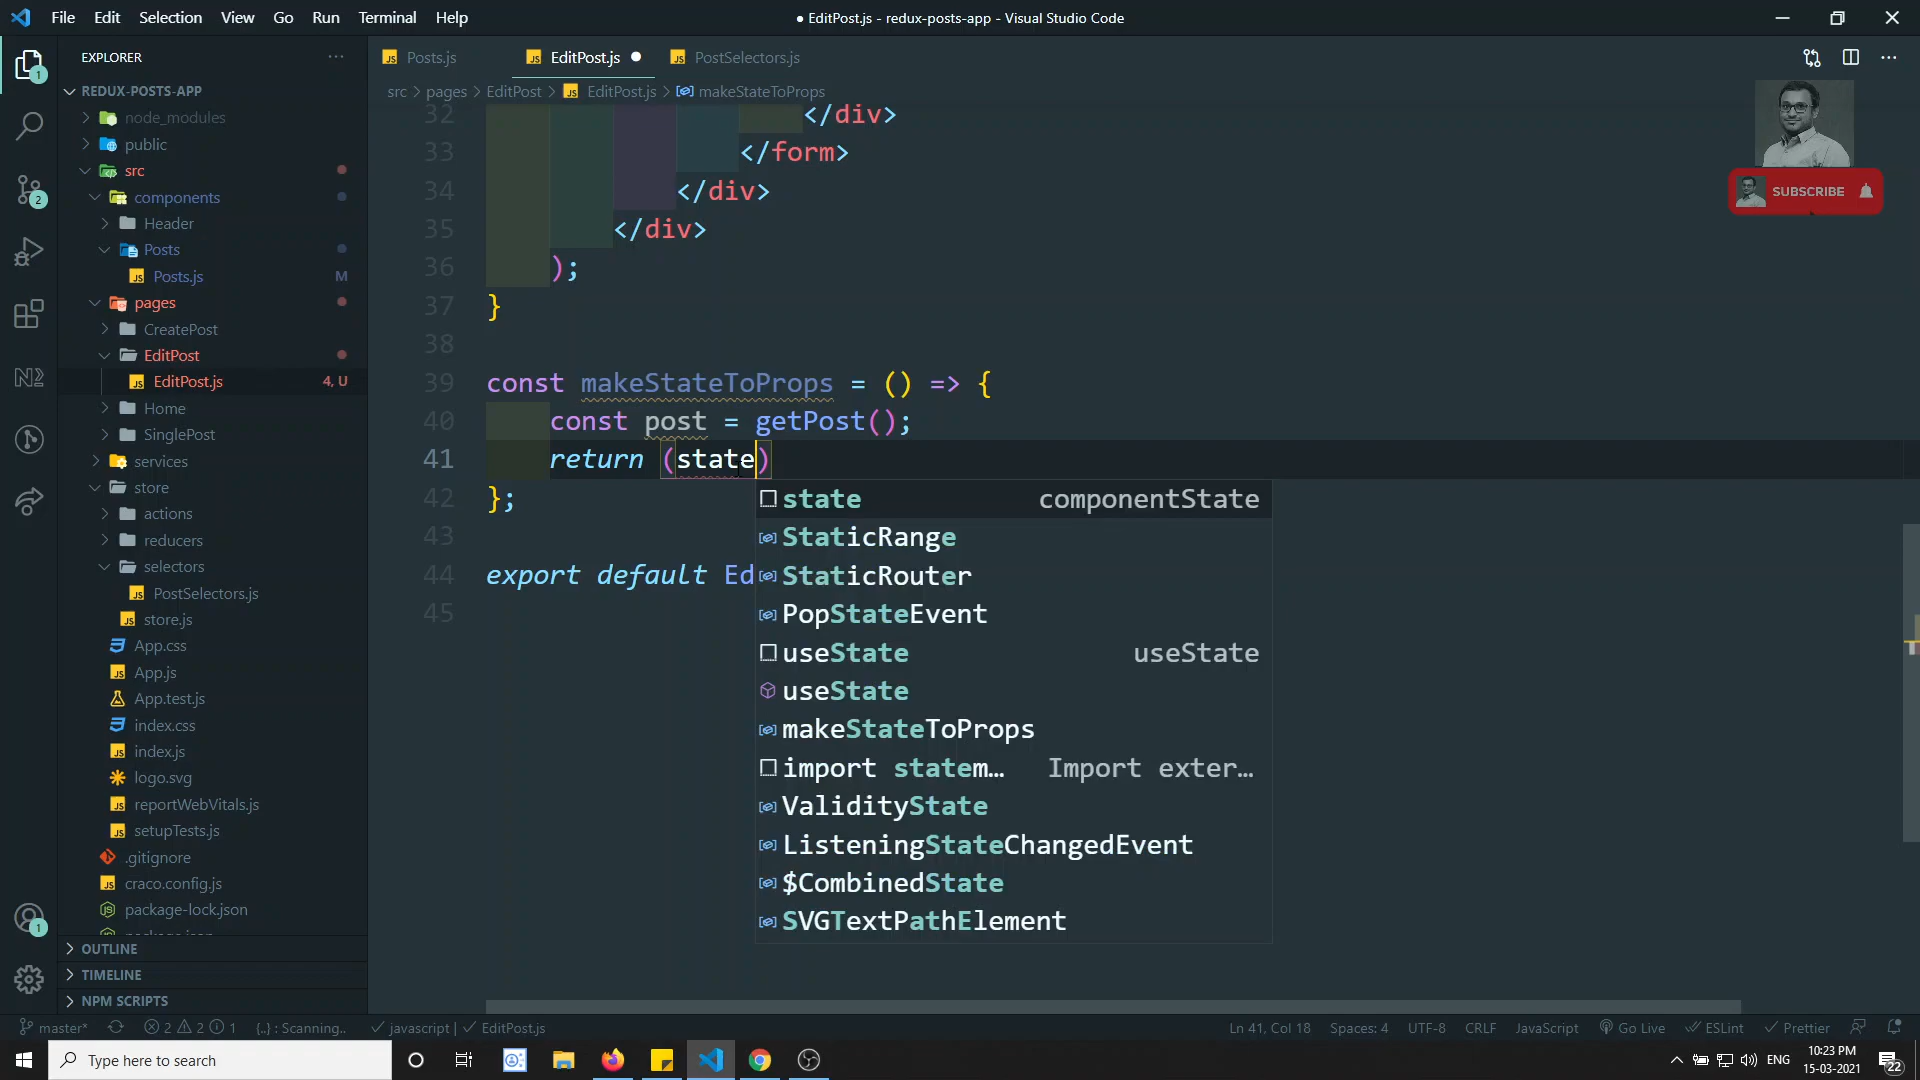 File Edit Selection View Go Run Terminal Help
● EditPost.js - redux-posts-app - Visual Studio Code
EXPLORER
REDUX-POSTS-APP
node_modules
public
src
components
Header
Posts
Posts.js M
pages
CreatePost
EditPost
EditPost.js 4, U
Home
SinglePost
services
store
actions
reducers
selectors
PostSelectors.js
store.js
App.css
App.js
App.test.js
index.css
index.js
logo.svg
reportWebVitals.js
setupTests.js
.gitignore
craco.config.js
package-lock.json
OUTLINE
TIMELINE
NPM SCRIPTS
Posts.js EditPost.js ● PostSelectors.js
src > pages > EditPost > EditPost.js > makeStateToProps
SUBSCRIBE
32 </div>
33 </form>
34 </div>
35 </div>
36 );
37 }
38
39 const makeStateToProps = () => {
40 const post = getPost();
41 return (state)
42 };
43
44 export default Ed
45
state componentState
StaticRange
StaticRouter
PopStateEvent
useState useState
useState
makeStateToProps
import statem… Import exter…
ValidityState
ListeningStateChangedEvent
$CombinedState
SVGTextPathElement
master* 2 2 1 {..} : Scanning.. javascript | EditPost.js
Ln 41, Col 18 Spaces: 4 UTF-8 CRLF JavaScript Go Live ESLint Prettier
Type here to search
ENG 10:23 PM
15-03-2021 22